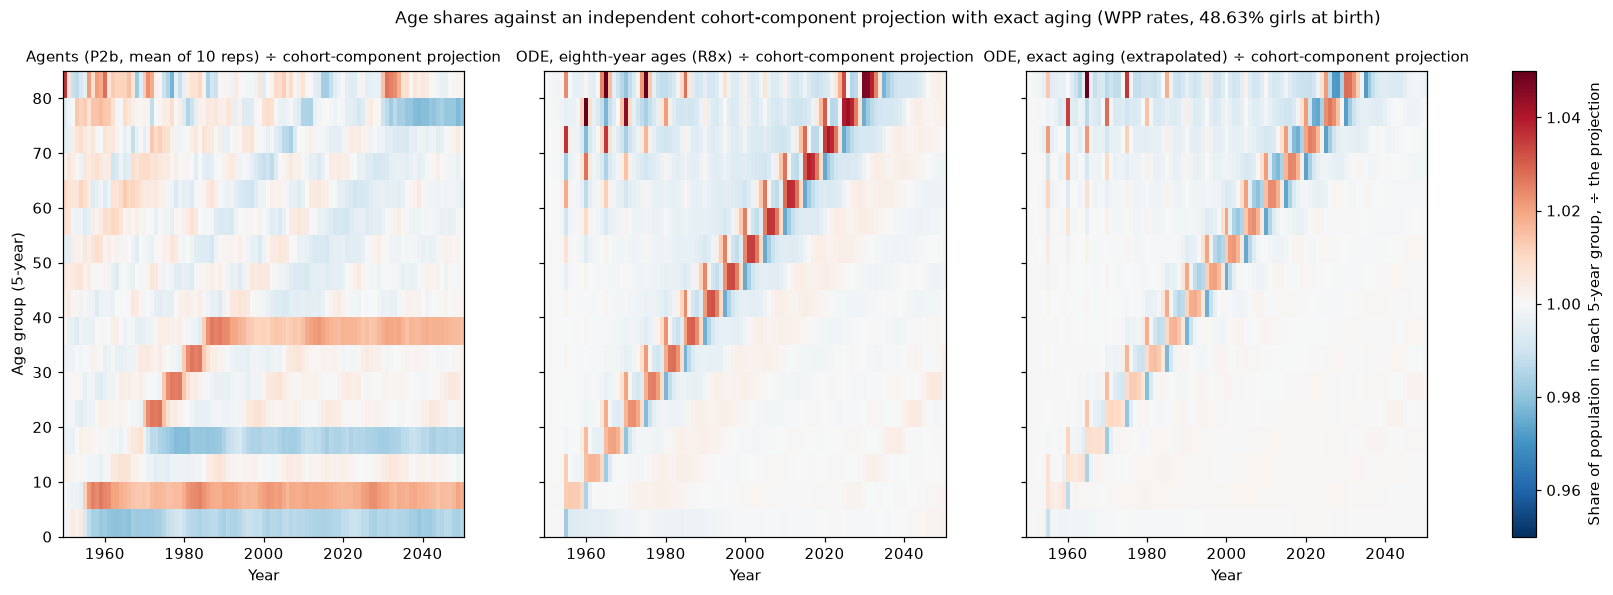 Age shares against an independent cohort-component projection with exact aging (WPP rates, 48.63% girls at birth)
Agents (P2b, mean of 10 reps) ÷ cohort-component projection
ODE, eighth-year ages (R8x) ÷ cohort-component projection
ODE, exact aging (extrapolated) ÷ cohort-component projection
Age group (5-year)
80
70
60
50
40
30
20
10
0
1960 1980 2000 2020 2040
Year
1960 1980 2000 2020 2040
Year
1960 1980 2000 2020 2040
Year
1.04
1.02
1.00
0.98
0.96
Share of population in each 5-year group, ÷ the projection